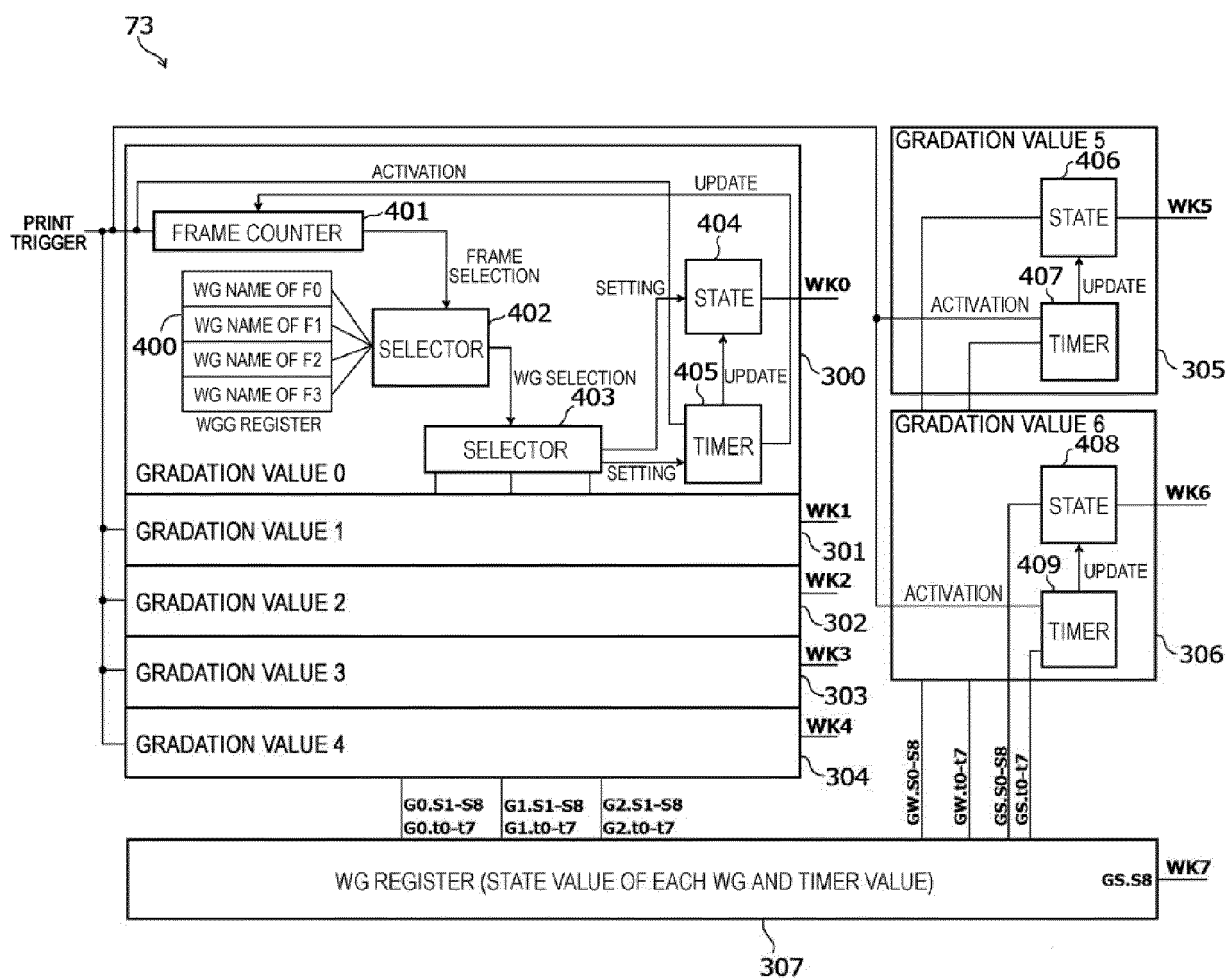 73
GRADATION VALUE 5
406
STATE
WK5
407
UPDATE
ACTIVATION
TIMER
305
ACTIVATION
UPDATE
PRINT
TRIGGER
FRAME COUNTER
401
404
FRAME
SELECTION
SETTING
STATE
WK0
WG NAME OF F0
WG NAME OF F1
WG NAME OF F2
WG NAME OF F3
400
WGG REGISTER
SELECTOR
402
WG SELECTION
403
405
UPDATE
300
SELECTOR
SETTING
TIMER
GRADATION VALUE 0
GRADATION VALUE 6
408
STATE
WK6
409
UPDATE
ACTIVATION
TIMER
306
GRADATION VALUE 1
WK1
301
GRADATION VALUE 2
WK2
302
GRADATION VALUE 3
WK3
303
GRADATION VALUE 4
WK4
304
G0.S1-S8
G0.t0-t7
G1.S1-S8
G1.t0-t7
G2.S1-S8
G2.t0-t7
GW.S0-S8
GW.t0-t7
GS.S0-S8
GS.t0-t7
WG REGISTER (STATE VALUE OF EACH WG AND TIMER VALUE)
GS.S8
WK7
307